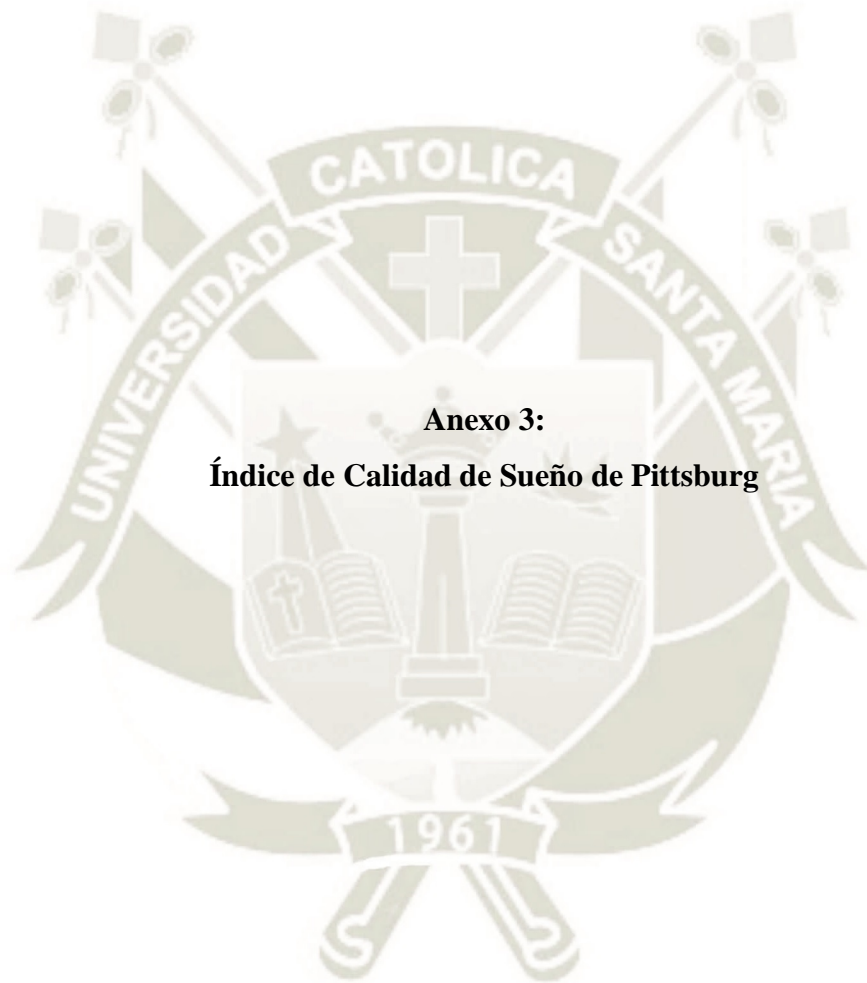 CATOLICA
UNIVERSIDAD
SANTA MARIA
Anexo 3:
Índice de Calidad de Sueño de Pittsburg
1961